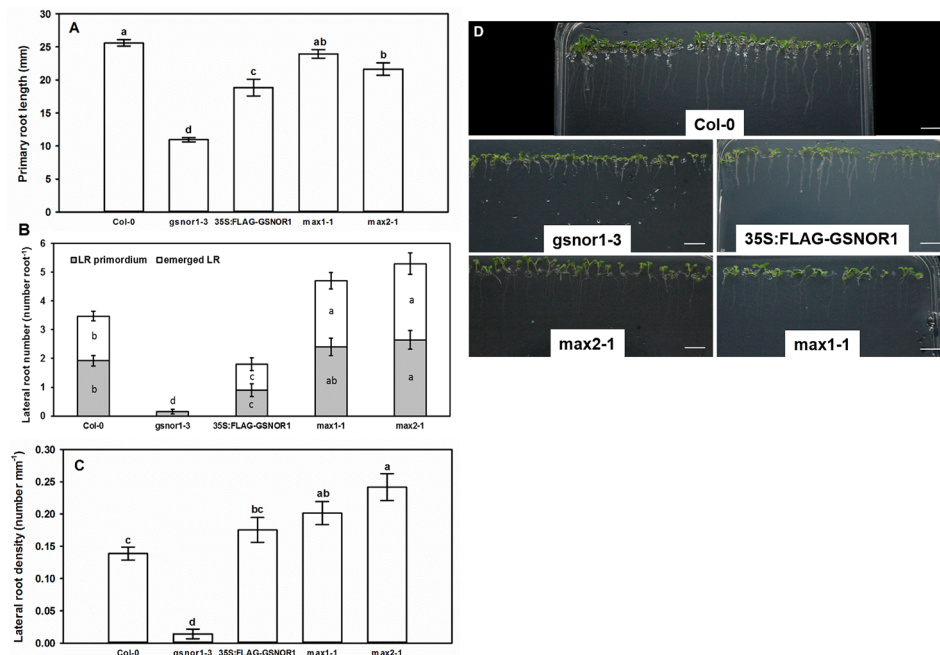 A
Primary root length (mm)
30
25
20
15
10
5
0
a
d
c
ab
b
Col-0 gsnor1-3 35S:FLAG-GSNOR1 max1-1 max2-1
B
Lateral root number (number root⁻¹)
6
5
4
3
2
1
0
LR primordium emerged LR
b
b
d
c
c
a
ab
a
a
Col-0 gsnor1-3 35S:FLAG-GSNOR1 max1-1 max2-1
C
Lateral root density (number mm⁻¹)
0.30
0.25
0.20
0.15
0.10
0.05
0.00
c
d
bc
ab
a
Col-0 gsnor1-3 35S:FLAG-GSNOR1 max1-1 max2-1
D
Col-0
gsnor1-3
35S:FLAG-GSNOR1
max2-1
max1-1